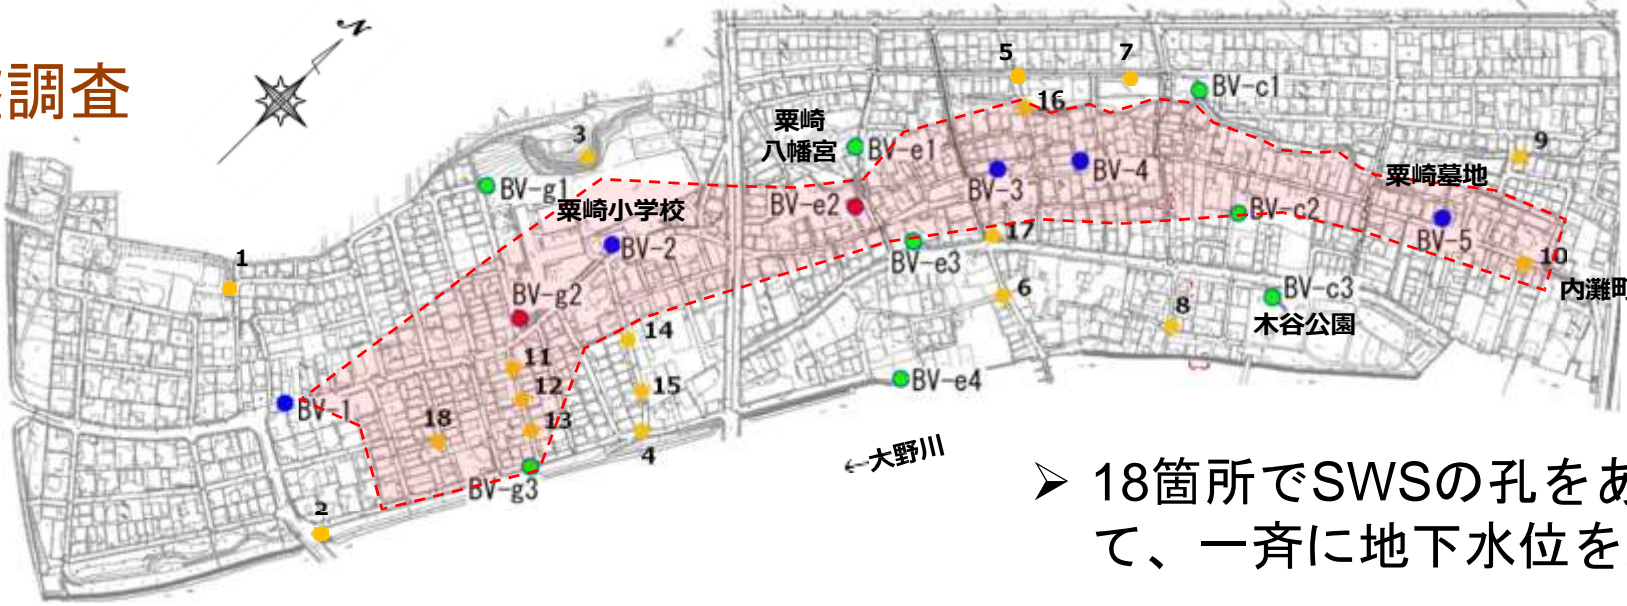 調査
N
5
7
BV-c1
16
3
粟崎
八幡宮
BV-e1
9
BV-4
BV-3
粟崎墓地
BV-g1
粟崎小学校
BV-e2
BV-c2
BV-5
17
BV-2
BV-e3
1
10
BV-g2
6
BV-c3
内灘町
8
木谷公園
14
11
15
12
BV-e4
BV-1
18
13
4
←大野川
BV-g3
2
➢ 18箇所でSWSの孔をあ
て、一斉に地下水位を